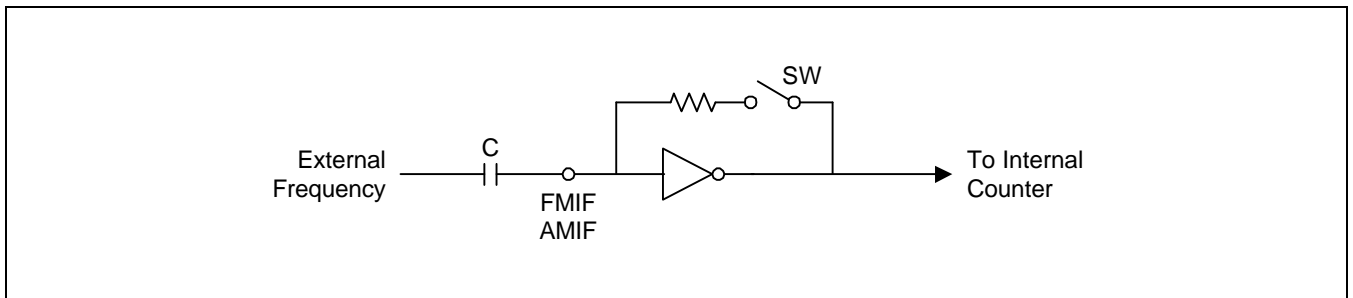 SW
C
External
Frequency
FMIF
AMIF
To Internal
Counter